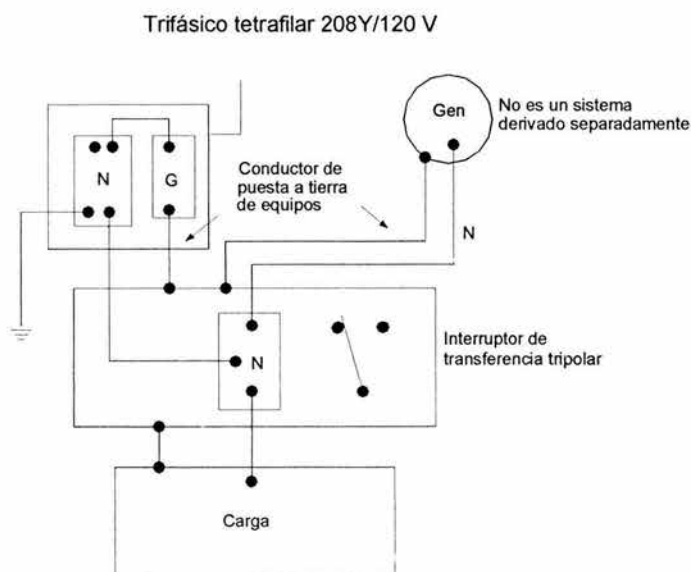 Trifásico tetrafilar 208Y/120 V
Gen
No es un sistema
derivado separadamente
N
G
Conductor de
puesta a tierra
de equipos
N
N
Interruptor de
transferencia tripolar
Carga